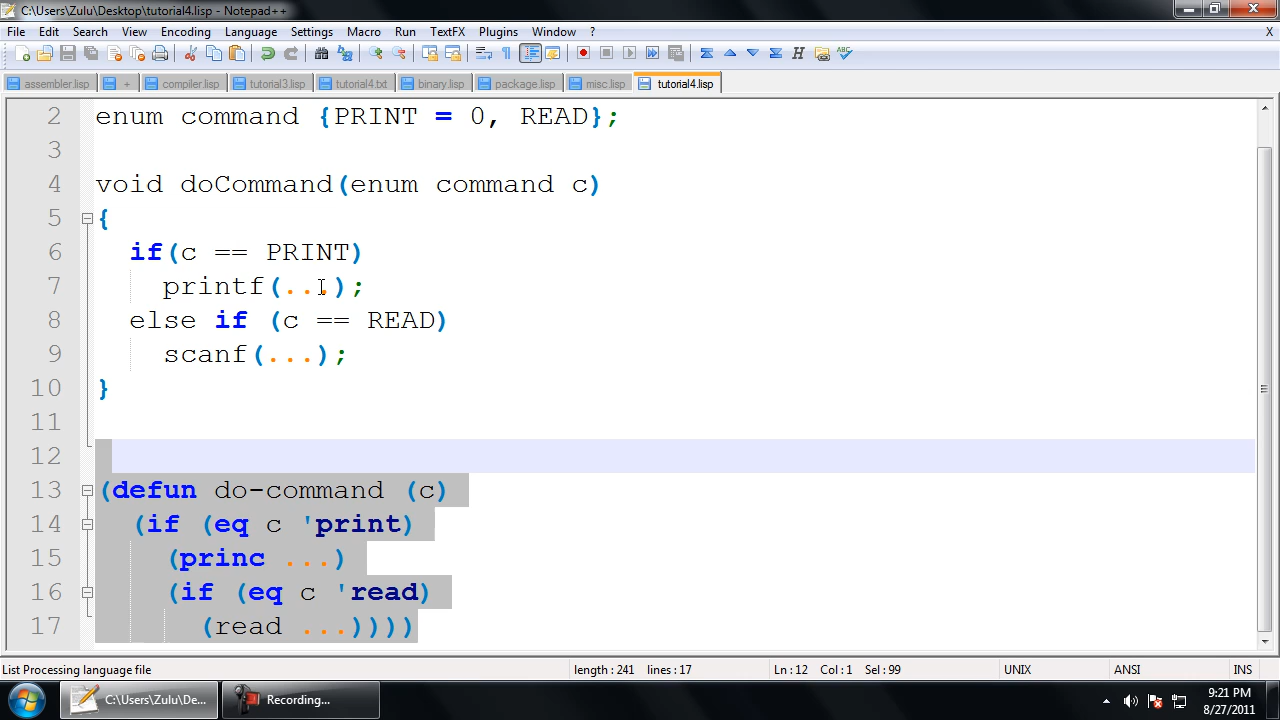 C:\Users\Zulu\Desktop\tutorial4.lisp - Notepad++
File Edit Search View Encoding Language Settings Macro Run TextFX Plugins Window ? X
assembler.lisp + compiler.lisp tutorial3.lisp tutorial4.txt binary.lisp package.lisp misc.lisp tutorial4.lisp
2 enum command {PRINT = 0, READ};
3
4 void doCommand(enum command c)
5 {
6 if(c == PRINT)
7 printf(...);
8 else if (c == READ)
9 scanf(...);
10 }
11
12
13 (defun do-command (c)
14 (if (eq c 'print)
15 (princ ...)
16 (if (eq c 'read)
17 (read ...))))
List Processing language file length : 241 lines : 17 Ln : 12 Col : 1 Sel : 99 UNIX ANSI INS
C:\Users\Zulu\De... Recording... 9:21 PM
8/27/2011